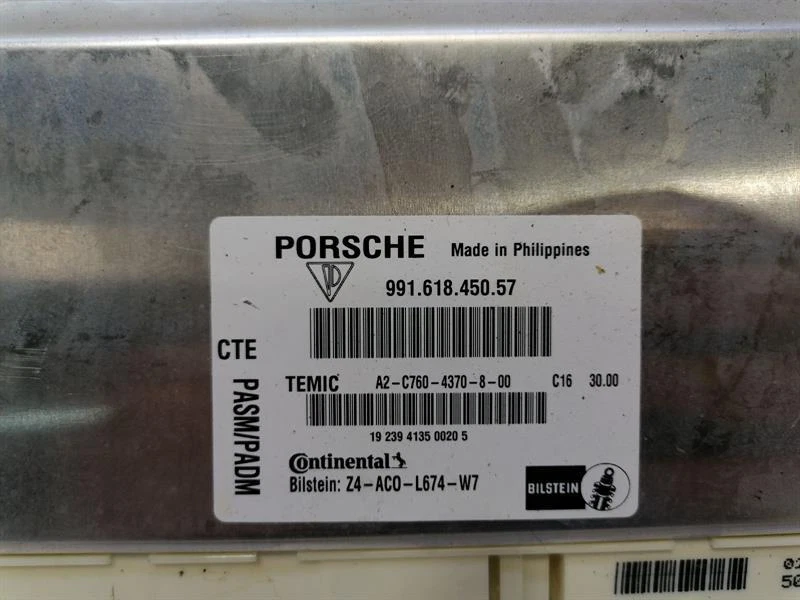 PORSCHE Made in Philippines
991.618.450.57
CTE
PASM/PADM
TEMIC A2-C760-4370-8-00 C16 30.00
19 239 4135 0020 5
Continental
Bilstein: Z4-ACO-L674-W7
BILSTEIN